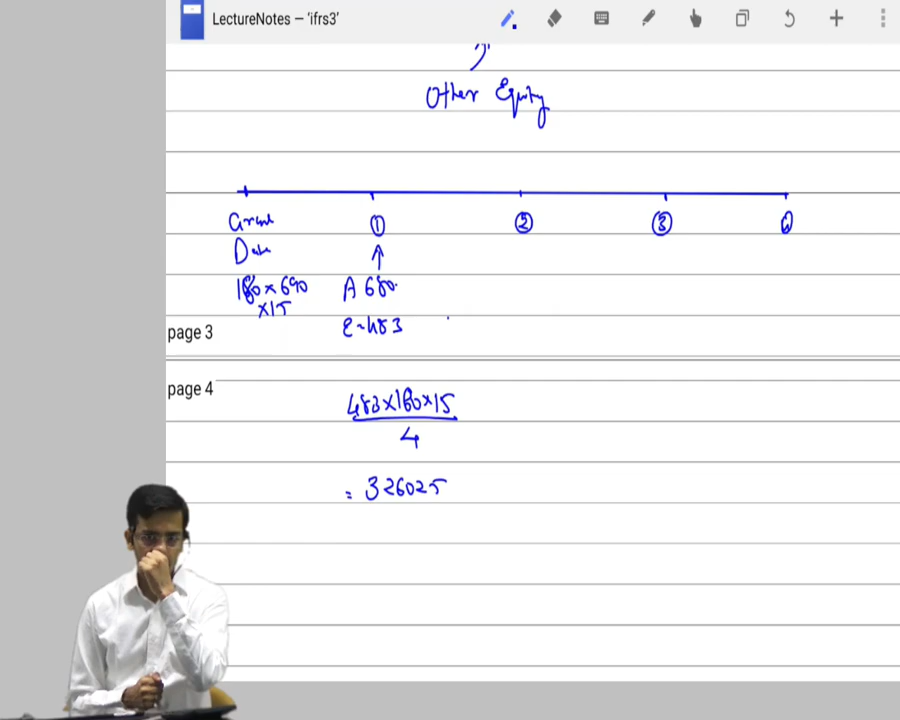 LectureNotes – 'ifrs3'
Other Equity
Grant ① ② ③ ④
Date ↑
180×690 A 680
×15
E-483
page 3
page 4
483×180×15
4
= 326025